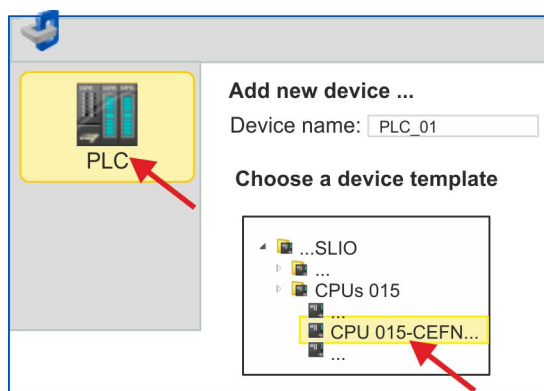 PLC
Add new device ...
Device name: PLC_01
Choose a device template
...SLIO
...
CPUs 015
...
CPU 015-CEFN...
...